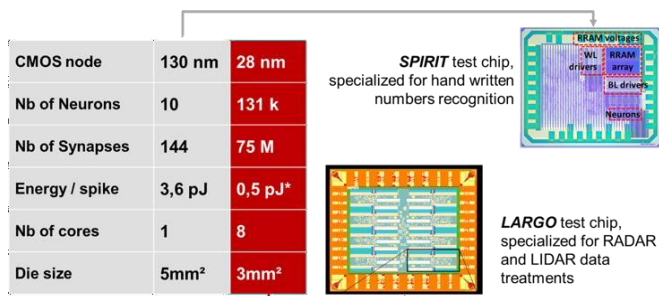 CMOS node 130 nm 28 nm
Nb of Neurons 10 131 k
Nb of Synapses 144 75 M
Energy / spike 3,6 pJ 0,5 pJ*
Nb of cores 1 8
Die size 5mm² 3mm²
SPIRIT test chip,
specialized for hand written
numbers recognition
RRAM voltages
WL
drivers
RRAM
array
BL drivers
Neurons
LARGO test chip,
specialized for RADAR
and LIDAR data
treatments